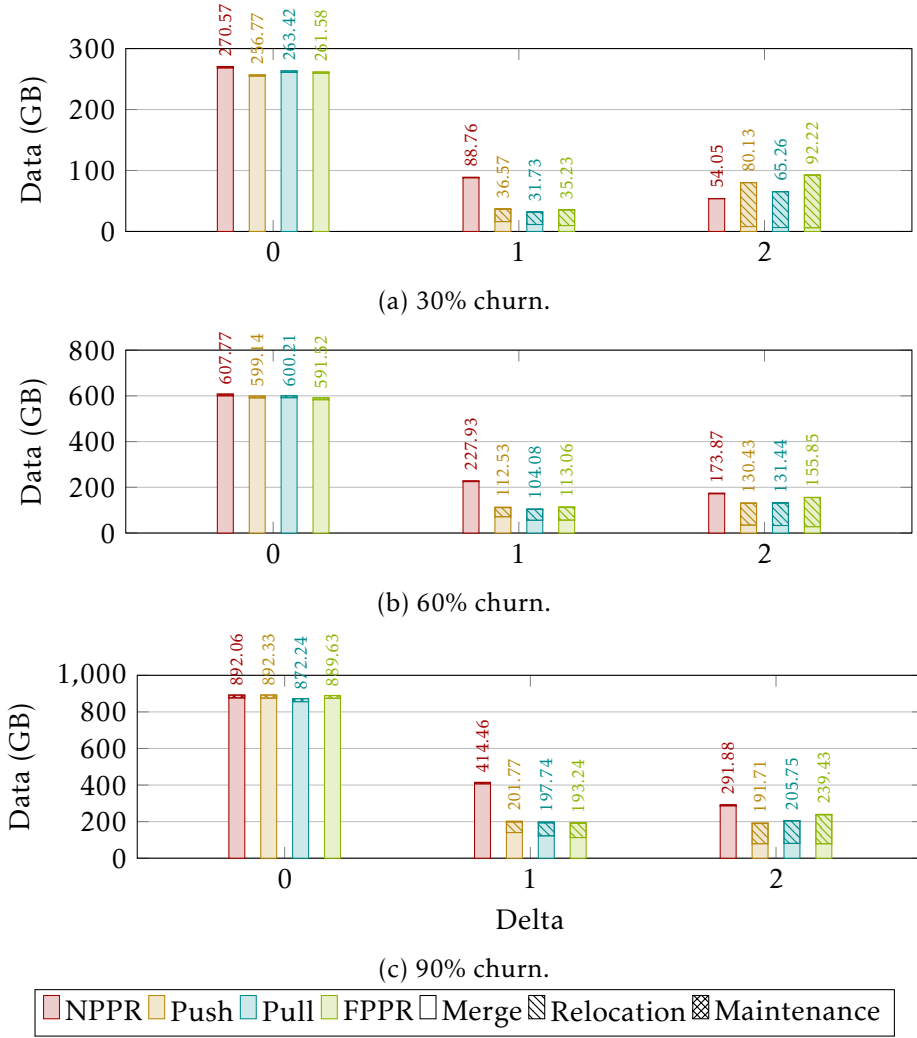 270.57 256.77 263.42 261.58
88.76 36.57 31.73 35.23
54.05 80.13 65.26 92.22
Data (GB)
300
200
100
0
0 1 2
(a) 30% churn.
607.77 599.14 600.21 591.52
227.93 112.53 104.08 113.06
173.87 130.43 131.44 155.85
Data (GB)
800
600
400
200
0
0 1 2
(b) 60% churn.
892.06 892.33 872.24 889.63
414.46 201.77 197.74 193.24
291.88 191.71 205.75 239.43
Data (GB)
1,000
800
600
400
200
0
0 1 2
Delta
(c) 90% churn.
NPPR Push Pull FPPR Merge Relocation Maintenance